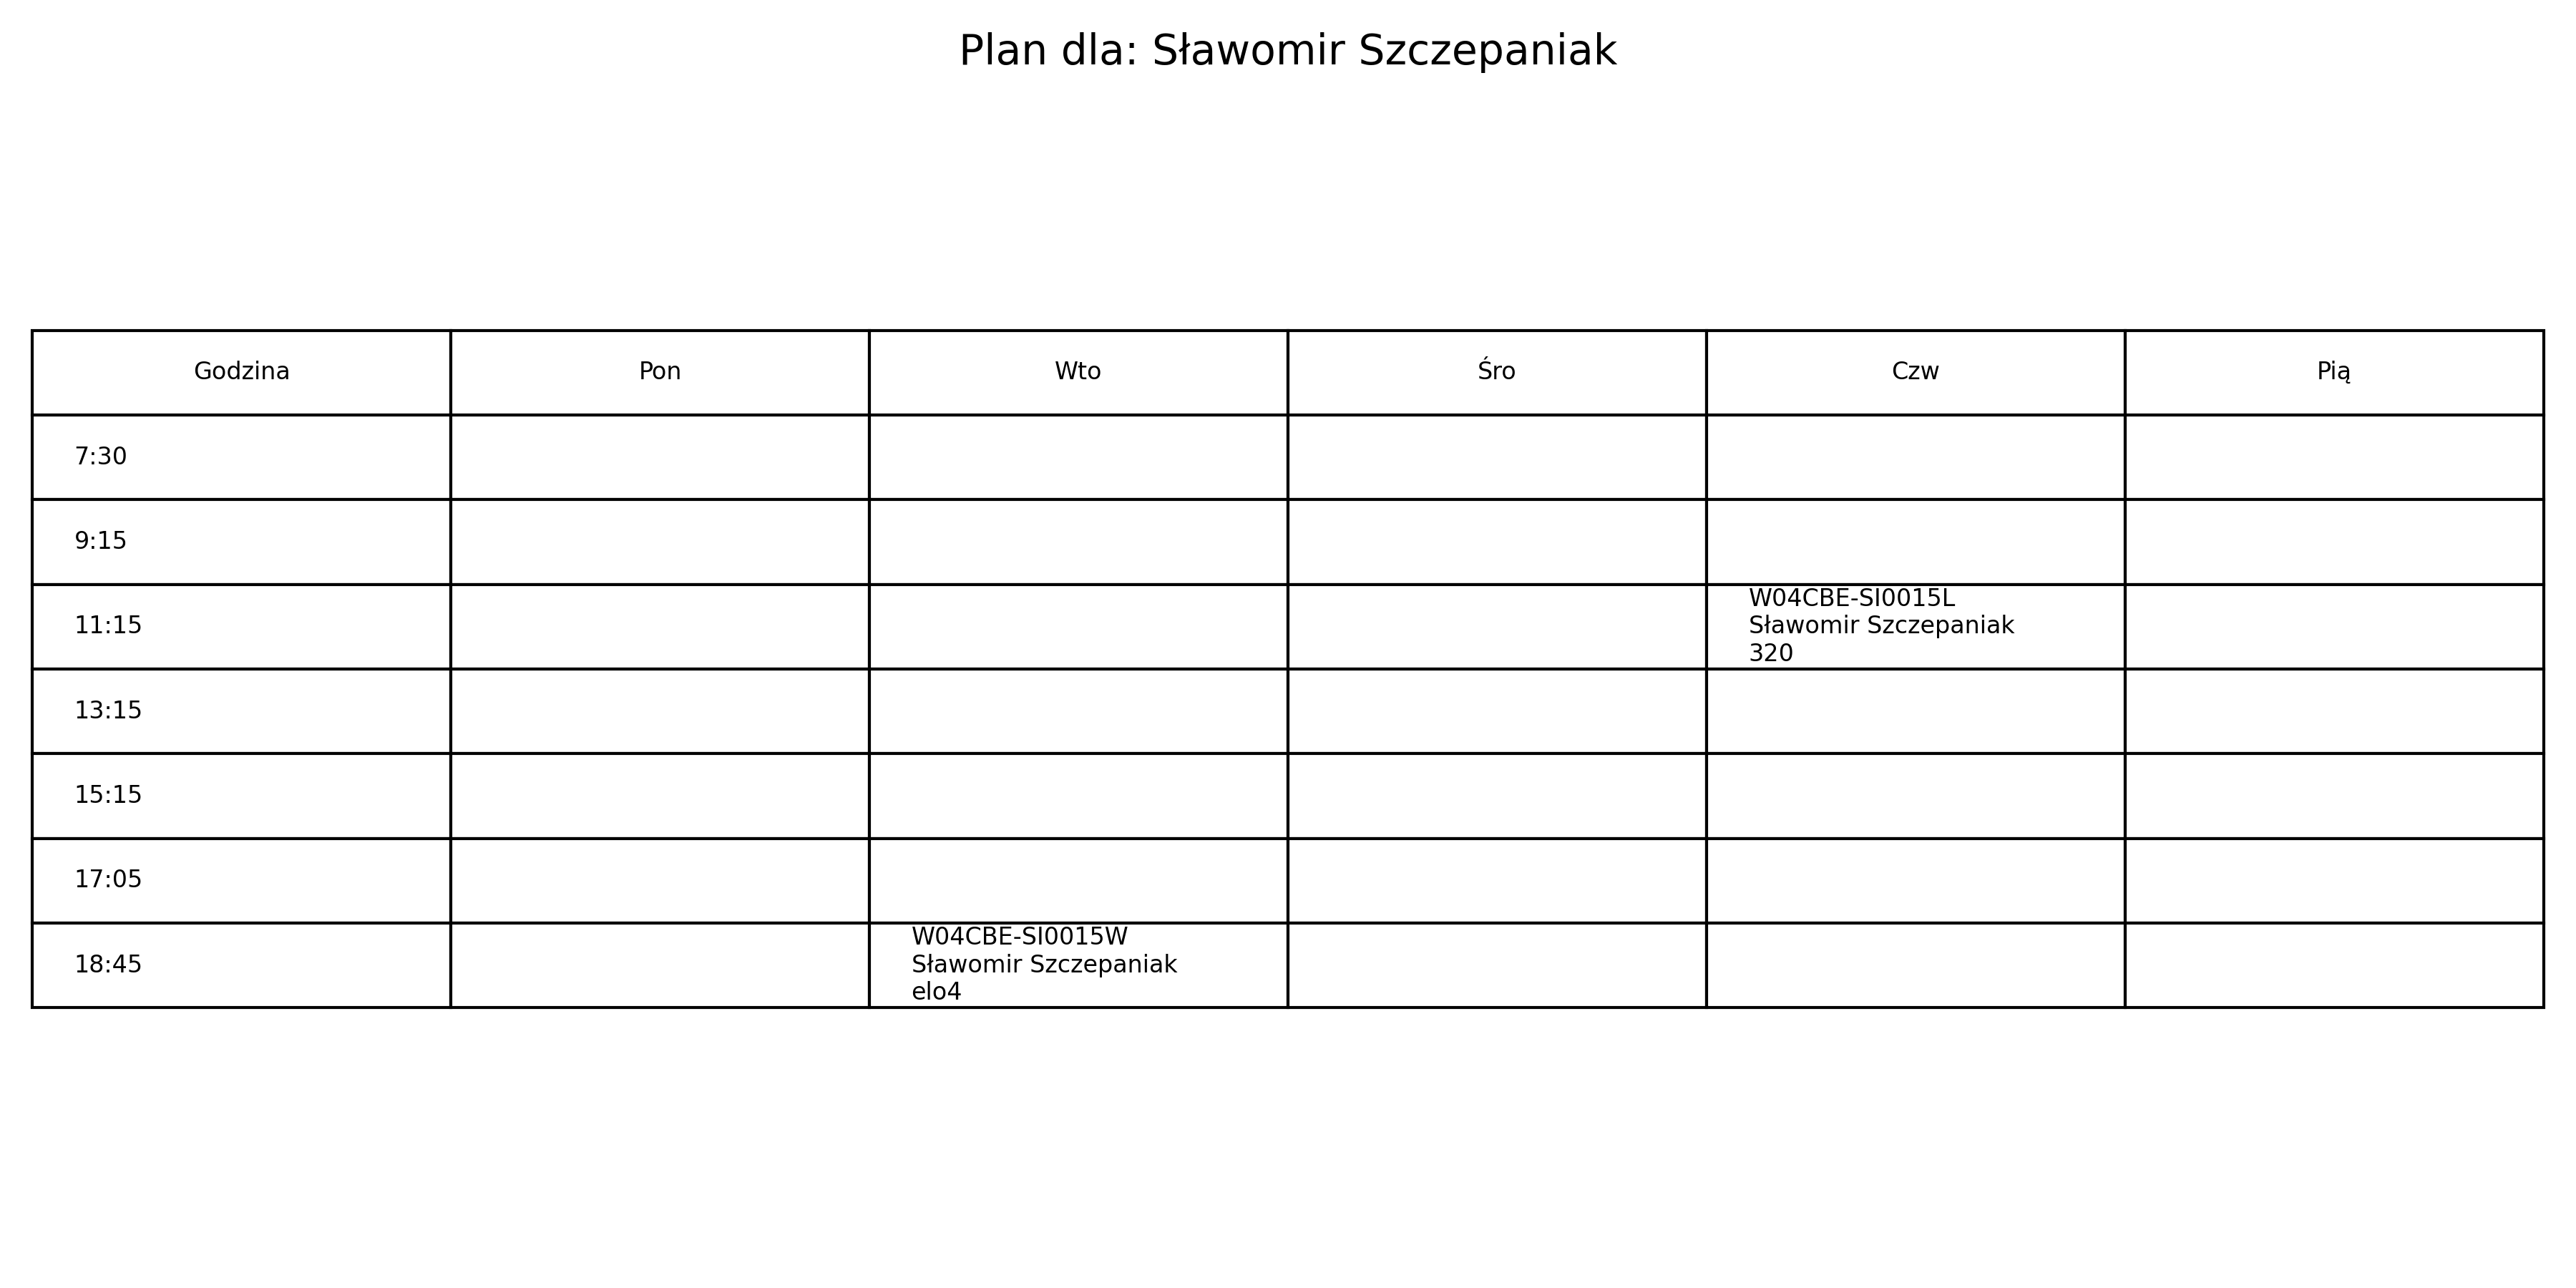 Plan dla: Sławomir Szczepaniak
Godzina Pon Wto Śro Czw Pią
7:30
9:15
11:15
W04CBE-SI0015L
Sławomir Szczepaniak
320
13:15
15:15
17:05
18:45
W04CBE-SI0015W
Sławomir Szczepaniak
elo4